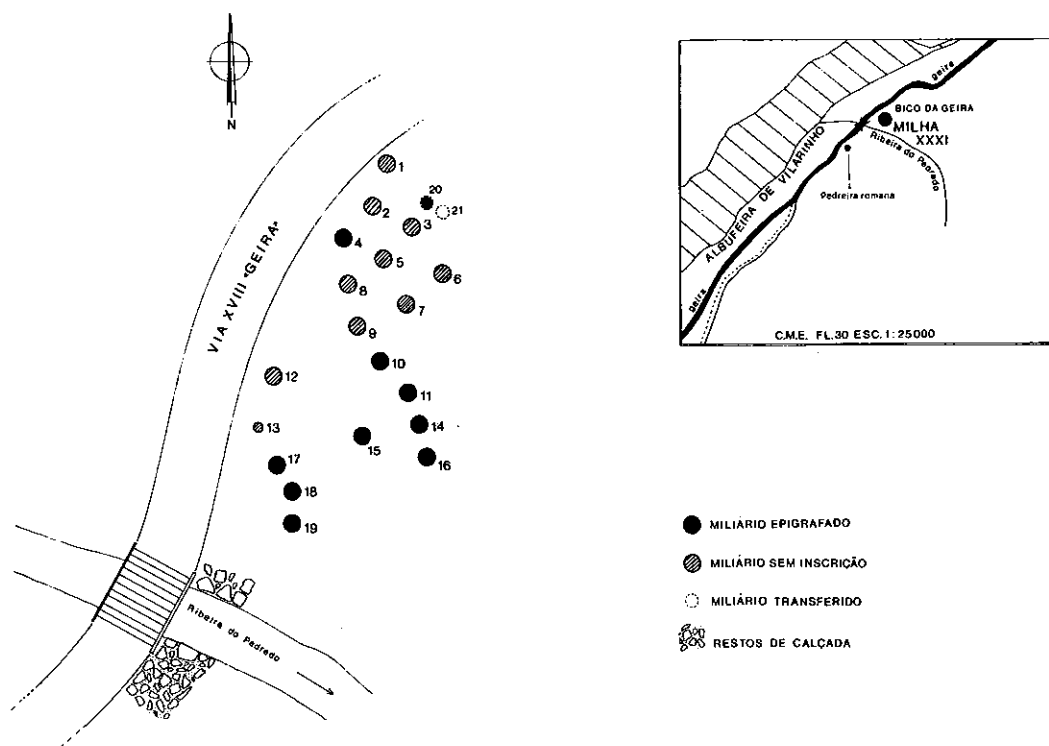 N
VIA XVIII "GEIRA"
1
2
3
4
5
6
7
8
9
10
11
12
13
14
15
16
17
18
19
20
21
Ribeira do Pedrado
geira
BICO DA GEIRA
MILHA
XXXI
Ribeira do Pedrado
Pedreira romana
ALBUFEIRA DE VILARINHO
geira
C.M.E. FL.30 ESC.1:25000
MILIÁRIO EPIGRAFADO
MILIÁRIO SEM INSCRIÇÃO
MILIÁRIO TRANSFERIDO
RESTOS DE CALÇADA